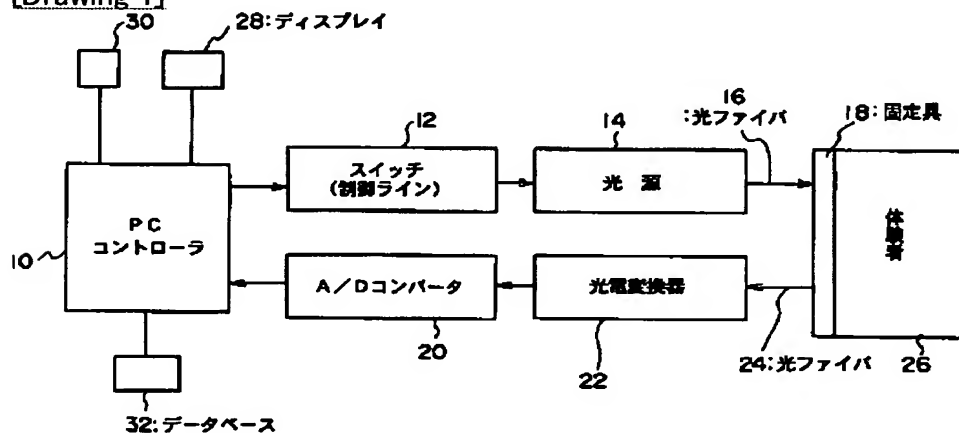 [Drawing 1]
30
28:ディスプレイ
12
スイッチ
(制御ライン)
14
光 源
16
:光ファイバ
18:固定具
体験者
PC
コントローラ
10
A/Dコンバータ
20
光電変換器
22
24:光ファイバ
26
32:データベース